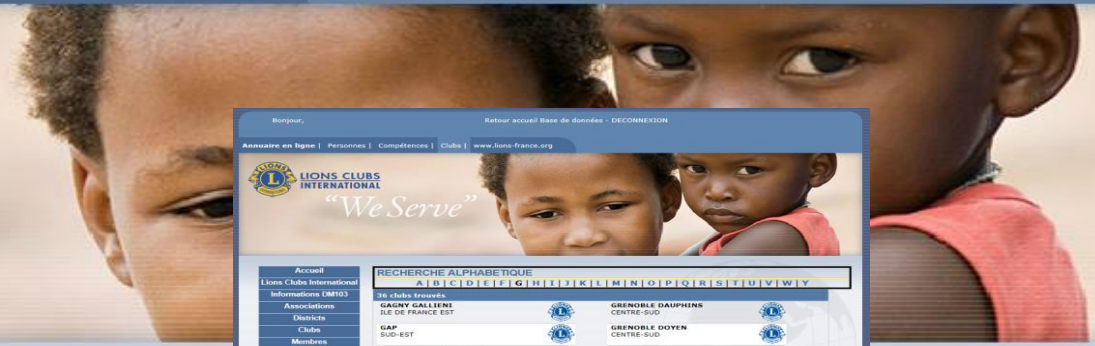 Bonjour, Retour accueil Base de données - DECONNEXION
Annuaire en ligne | Personnes | Compétences | Clubs | www.lions-france.org
LIONS
L
INTERNATIONAL
LIONS CLUBS
INTERNATIONAL
“We Serve”
Accueil
Lions Clubs International
Informations DM103
Associations
Districts
Clubs
Membres
RECHERCHE ALPHABETIQUE
A | B | C | D | E | F | G | H | I | J | K | L | M | N | O | P | Q | R | S | T | U | V | W | Y
36 clubs trouvés
GAGNY GALLIENI
ILE DE FRANCE EST
GRENOBLE DAUPHINS
CENTRE-SUD
GAP
SUD-EST
GRENOBLE DOYEN
CENTRE-SUD